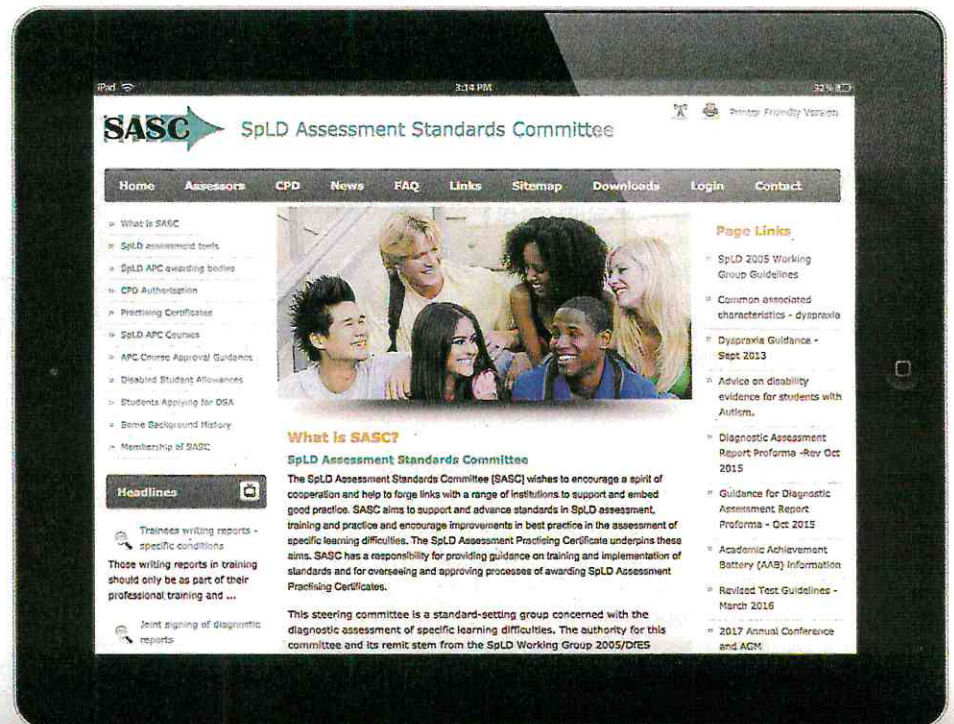 iPad 3:14 PM 32%
SASC SpLD Assessment Standards Committee
Printer Friendly Version
Home Assessors CPD News FAQ Links Sitemap Downloads Login Contact
» What is SASC
» SpLD assessment tools
» SpLD APC awarding bodies
» CPD Authorisation
» Practising Certificates
» SpLD APC Courses
» APC Course Approval Guidance
» Disabled Student Allowances
» Students Applying for DSA
» Some Background History
» Membership of SASC
Headlines
Trainees writing reports -
specific conditions
Those writing reports in training
should only be as part of their
professional training and ...
Joint signing of diagnostic
reports
What is SASC?
SpLD Assessment Standards Committee
The SpLD Assessment Standards Committee [SASC] wishes to encourage a spirit of
cooperation and help to forge links with a range of institutions to support and embed
good practice. SASC aims to support and advance standards in SpLD assessment,
training and practice and encourage improvements in best practice in the assessment of
specific learning difficulties. The SpLD Assessment Practising Certificate underpins these
aims. SASC has a responsibility for providing guidance on training and implementation of
standards and for overseeing and approving processes of awarding SpLD Assessment
Practising Certificates.
This steering committee is a standard-setting group concerned with the
diagnostic assessment of specific learning difficulties. The authority for this
committee and its remit stem from the SpLD Working Group 2005/DfES
Page Links
» SpLD 2005 Working
Group Guidelines
» Common associated
characteristics - dyspraxia
» Dyspraxia Guidance -
Sept 2013
» Advice on disability
evidence for students with
Autism.
» Diagnostic Assessment
Report Proforma -Rev Oct
2015
» Guidance for Diagnostic
Assessment Report
Proforma - Oct 2015
» Academic Achievement
Battery (AAB) Information
» Revised Test Guidelines -
March 2016
» 2017 Annual Conference
and AGM